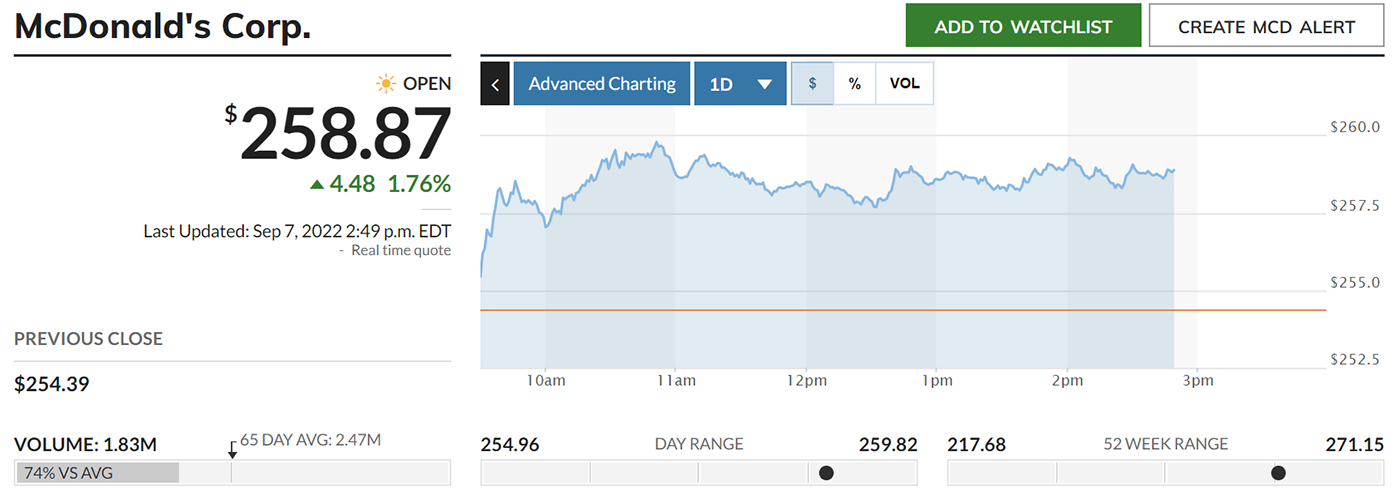 McDonald's Corp.
ADD TO WATCHLIST
CREATE MCD ALERT
OPEN
$258.87
4.48 1.76%
Last Updated: Sep 7, 2022 2:49 p.m. EDT
- Real time quote
PREVIOUS CLOSE
$254.39
VOLUME: 1.83M
65 DAY AVG: 2.47M
74% VS AVG
Advanced Charting
1D
$
%
VOL
$260.0
$257.5
$255.0
$252.5
10am 11am 12pm 1pm 2pm 3pm
254.96 DAY RANGE 259.82
217.68 52 WEEK RANGE 271.15